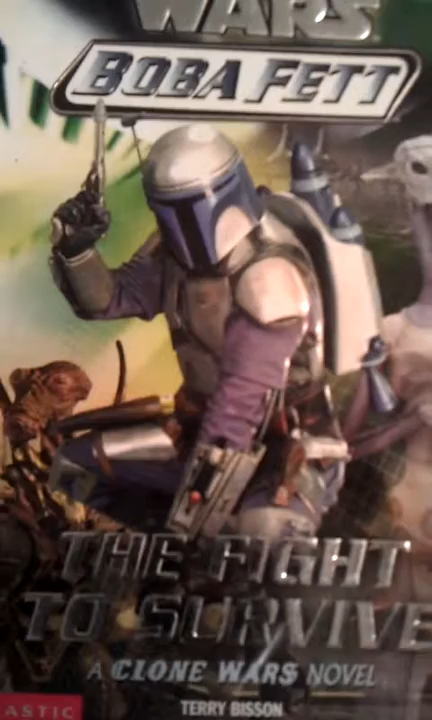 WARS
BOBA FETT
THE FIGHT
TO SURVIVE
A CLONE WARS NOVEL
ASTIC
TERRY BISSON